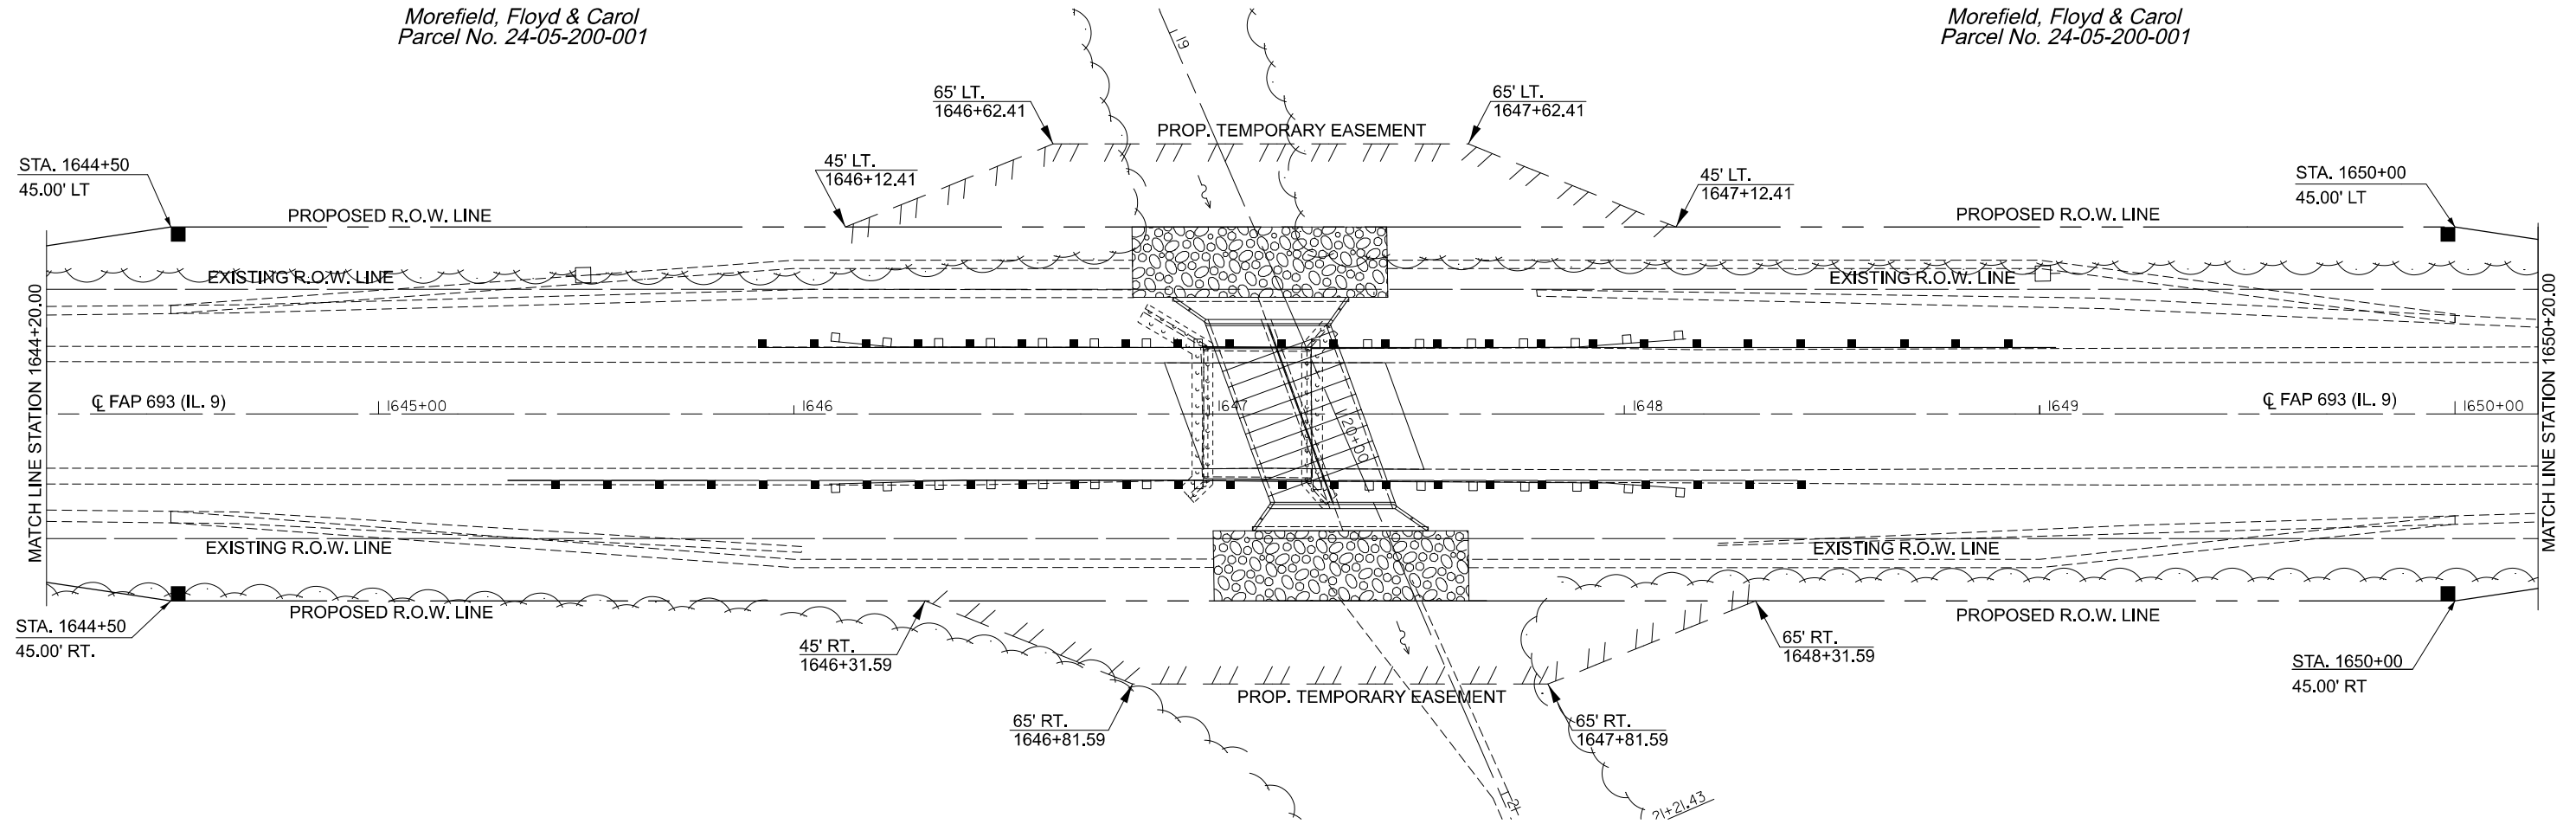 Morefield, Floyd & Carol
Parcel No. 24-05-200-001
Morefield, Floyd & Carol
Parcel No. 24-05-200-001
119
65' LT.
1646+62.41
65' LT.
1647+62.41
PROP. TEMPORARY EASEMENT
STA. 1644+50
45.00' LT
45' LT.
1646+12.41
45' LT.
1647+12.41
STA. 1650+00
45.00' LT
PROPOSED R.O.W. LINE
PROPOSED R.O.W. LINE
EXISTING R.O.W. LINE
EXISTING R.O.W. LINE
MATCH LINE STATION 1644+20.00
MATCH LINE STATION 1650+20.00
℄ FAP 693 (IL. 9)
1645+00
1646
1647
120+00
1648
1649
℄ FAP 693 (IL. 9)
1650+00
EXISTING R.O.W. LINE
EXISTING R.O.W. LINE
PROPOSED R.O.W. LINE
PROPOSED R.O.W. LINE
STA. 1644+50
45.00' RT.
45' RT.
1646+31.59
65' RT.
1648+31.59
STA. 1650+00
45.00' RT
PROP. TEMPORARY EASEMENT
65' RT.
1646+81.59
65' RT.
1647+81.59
21+21.43